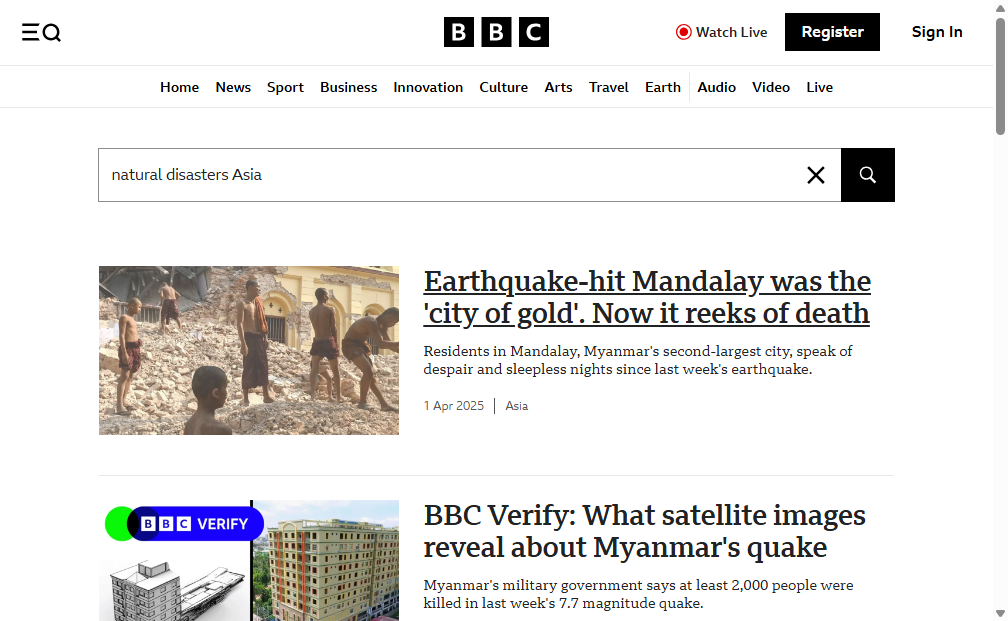 BBC
Watch Live
Register
Sign In
Home
News
Sport
Business
Innovation
Culture
Arts
Travel
Earth
Audio
Video
Live
natural disasters Asia
Earthquake-hit Mandalay was the
'city of gold'. Now it reeks of death
Residents in Mandalay, Myanmar's second-largest city, speak of
despair and sleepless nights since last week's earthquake.
1 Apr 2025 | Asia
BBC VERIFY
BBC Verify: What satellite images
reveal about Myanmar's quake
Myanmar's military government says at least 2,000 people were
killed in last week's 7.7 magnitude quake.